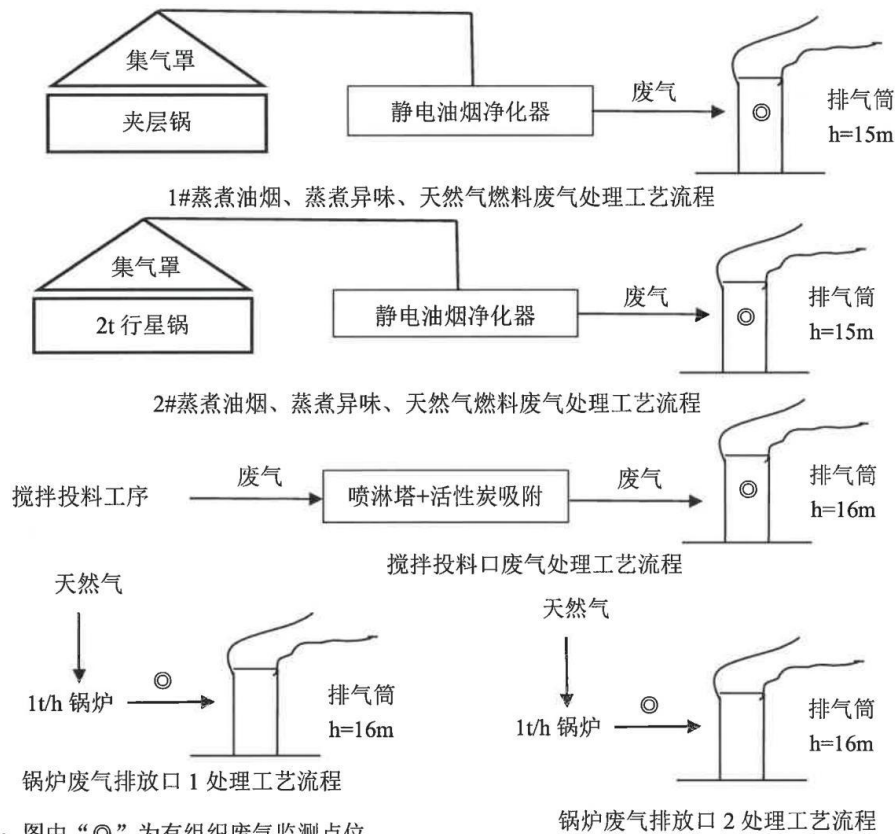 集气罩
夹层锅
静电油烟净化器
废气
排气筒
h=15m
1#蒸煮油烟、蒸煮异味、天然气燃料废气处理工艺流程
集气罩
2t 行星锅
静电油烟净化器
废气
排气筒
h=15m
2#蒸煮油烟、蒸煮异味、天然气燃料废气处理工艺流程
搅拌投料工序
废气
喷淋塔+活性炭吸附
废气
排气筒
h=16m
搅拌投料口废气处理工艺流程
天然气
1t/h 锅炉
◎
排气筒
h=16m
锅炉废气排放口 1 处理工艺流程
天然气
1t/h 锅炉
◎
排气筒
h=16m
锅炉废气排放口 2 处理工艺流程
图中“◎”为有组织废气监测点位